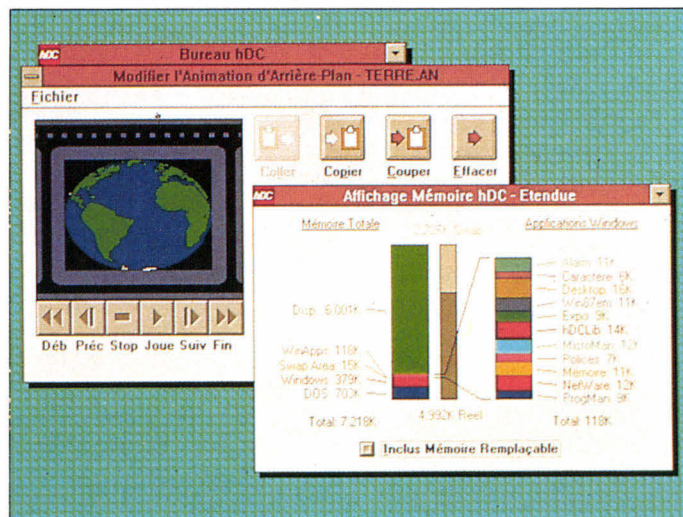 hDC
Bureau hDC
Modifier l'Animation d'Arrière-Plan - TERRE.AN
Fichier
Coller Copier Couper Effacer
Déb Préc Stop Joue Suiv Fin
hDC
Affichage Mémoire hDC - Etendue
Mémoire Totale
Swap
Applications Windows
Disp.: 6.001K
WinApps: 118K
Swap Area: 15K
Windows: 379K
DOS: 703K
Total: 7.218K
4.992K Réel
Alarm: 11K
Caractère: 6K
Desktop: 16K
Win87em: 11K
Expo: 9K
hDCLib: 14K
MicroMan: 12K
Polices: 7K
Mémoire: 11K
NetWare: 12K
ProgMan: 9K
Total: 118K
Inclus Mémoire Remplaçable